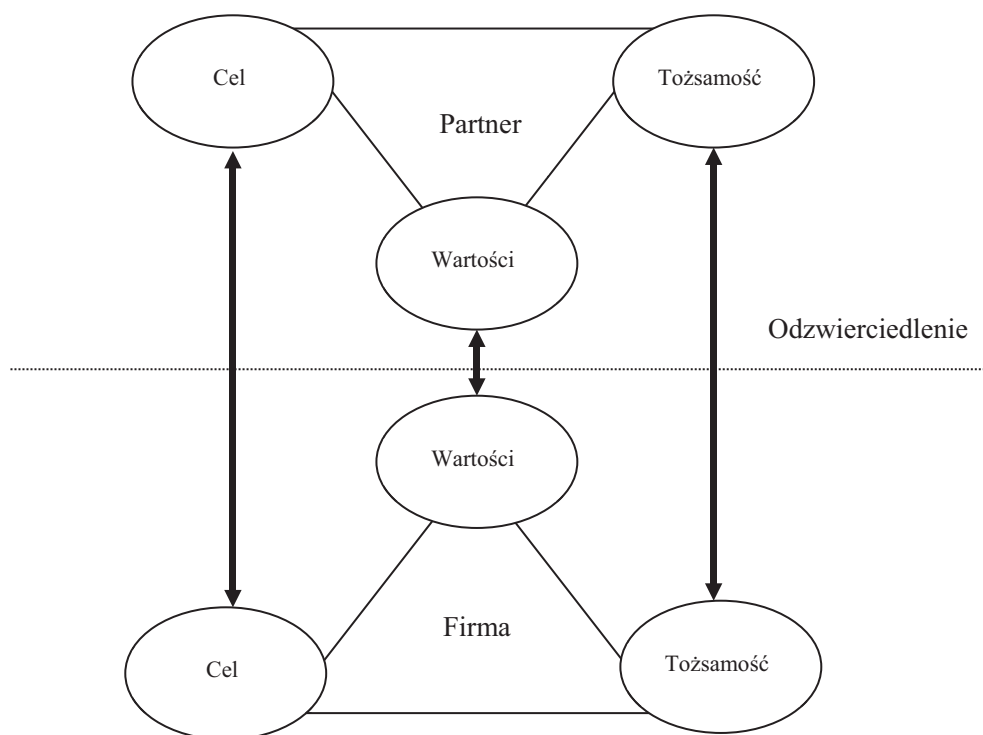 Cel
Tożsamość
Partner
Wartości
Odzwierciedlenie
Wartości
Firma
Cel
Tożsamość